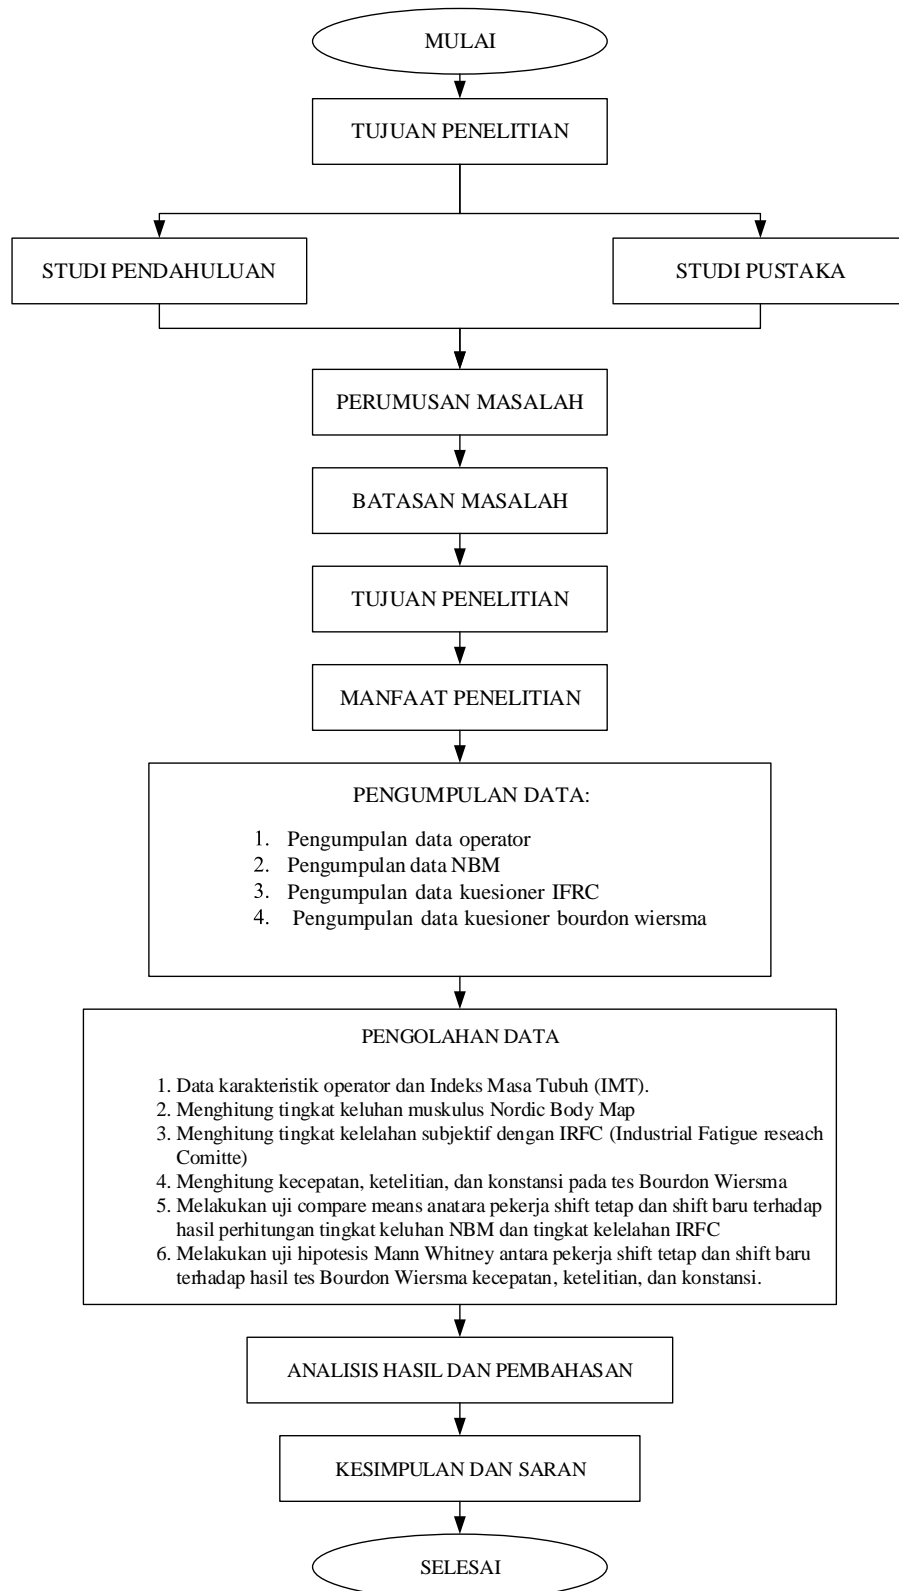 MULAI
TUJUAN PENELITIAN
STUDI PENDAHULUAN
STUDI PUSTAKA
PERUMUSAN MASALAH
BATASAN MASALAH
TUJUAN PENELITIAN
MANFAAT PENELITIAN
PENGUMPULAN DATA:
1. Pengumpulan data operator
2. Pengumpulan data NBM
3. Pengumpulan data kuesioner IFRC
4. Pengumpulan data kuesioner bourdon wiersma
PENGOLAHAN DATA
1. Data karakteristik operator dan Indeks Masa Tubuh (IMT).
2. Menghitung tingkat keluhan muskulus Nordic Body Map
3. Menghitung tingkat kelelahan subjektif dengan IRFC (Industrial Fatigue reseach
Comitte)
4. Menghitung kecepatan, ketelitian, dan konstansi pada tes Bourdon Wiersma
5. Melakukan uji compare means anatara pekerja shift tetap dan shift baru terhadap
hasil perhitungan tingkat keluhan NBM dan tingkat kelelahan IRFC
6. Melakukan uji hipotesis Mann Whitney antara pekerja shift tetap dan shift baru
terhadap hasil tes Bourdon Wiersma kecepatan, ketelitian, dan konstansi.
ANALISIS HASIL DAN PEMBAHASAN
KESIMPULAN DAN SARAN
SELESAI